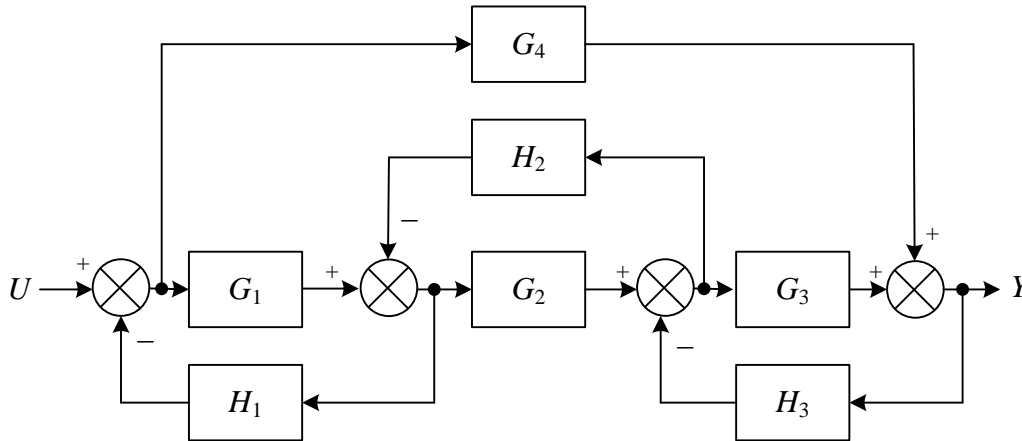 G₄
H₂
−
+
+ + + +
U G₁ G₂ G₃ Y
− −
H₁ H₃